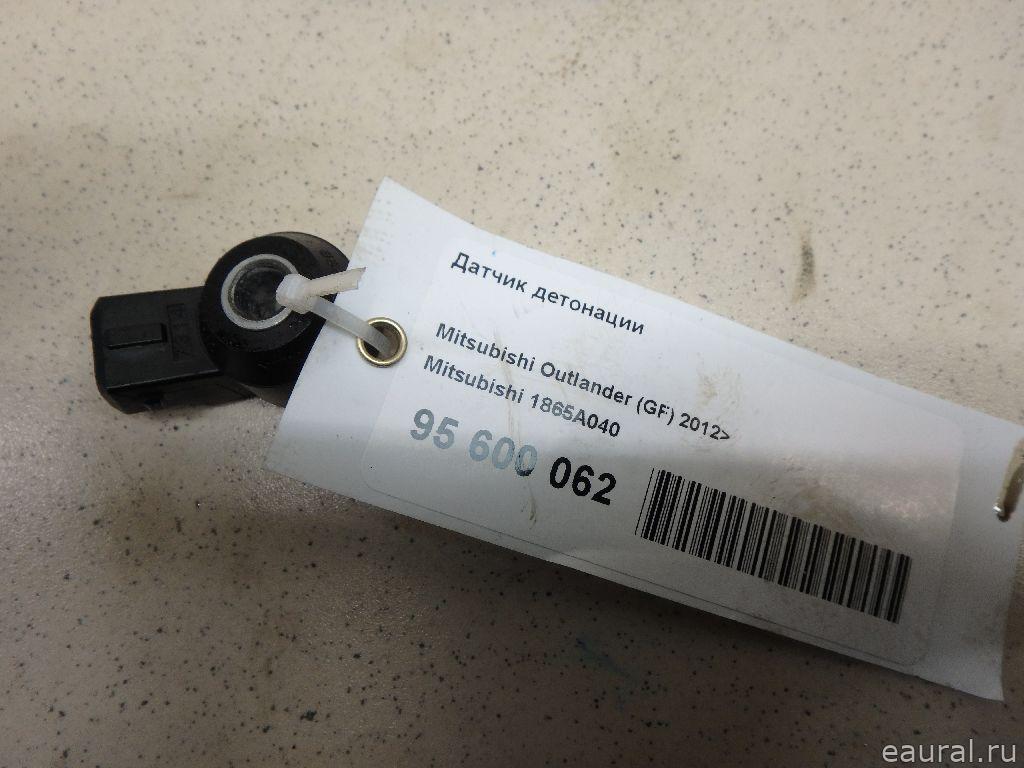 Датчик детонации
Mitsubishi Outlander (GF) 2012>
Mitsubishi 1865A040
95 600 062
eaural.ru